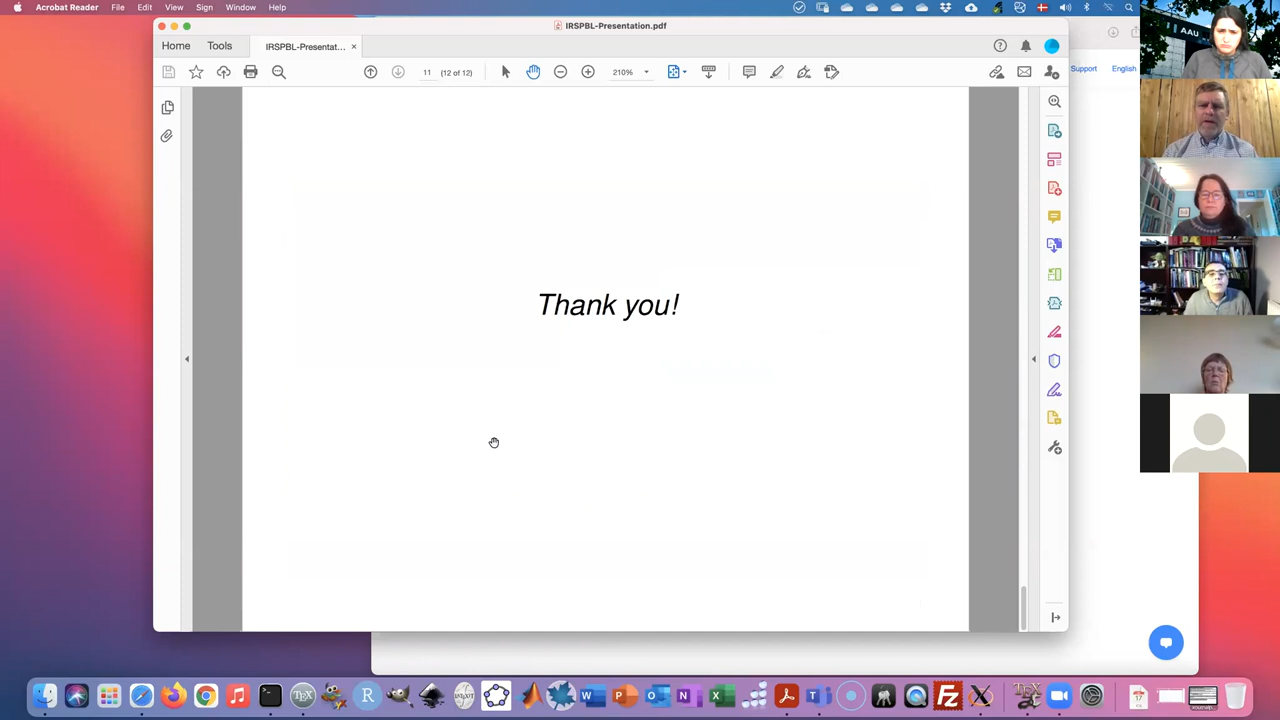 Acrobat Reader File Edit View Sign Window Help
IRSPBL-Presentation.pdf
Home Tools IRSPBL-Presentat... ×
11 (12 of 12) 210%
Support English
AAU
Thank you!